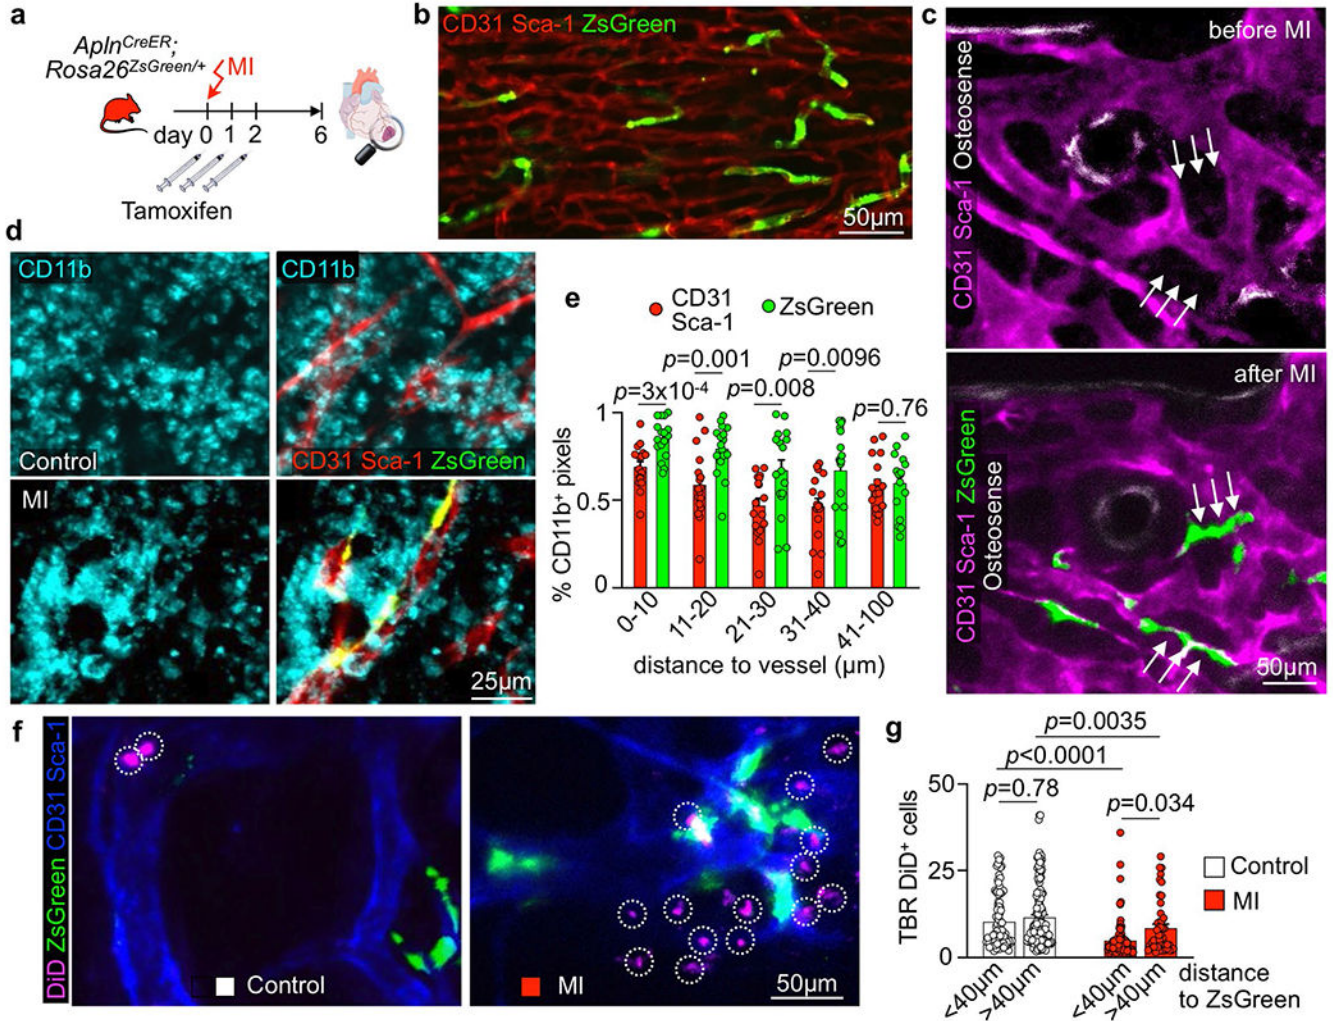 a
Apln^CreER;
Rosa26^ZsGreen/+
MI
day 0 1 2 6
Tamoxifen
b
CD31 Sca-1 ZsGreen
50µm
c
before MI
CD31 Sca-1 Osteosense
after MI
CD31 Sca-1 ZsGreen
Osteosense
50µm
d
CD11b
CD11b
Control
CD31 Sca-1 ZsGreen
MI
25µm
e
CD31
Sca-1
ZsGreen
p=0.001
p=0.0096
p=3x10^-4
p=0.008
p=0.76
% CD11b⁺ pixels
1
0.5
0
0-10
11-20
21-30
31-40
41-100
distance to vessel (µm)
f
DiD ZsGreen CD31 Sca-1
Control
MI
50µm
g
p=0.0035
p<0.0001
p=0.78
p=0.034
TBR DiD⁺ cells
50
25
0
Control
MI
<40µm
>40µm
<40µm
>40µm
distance
to ZsGreen